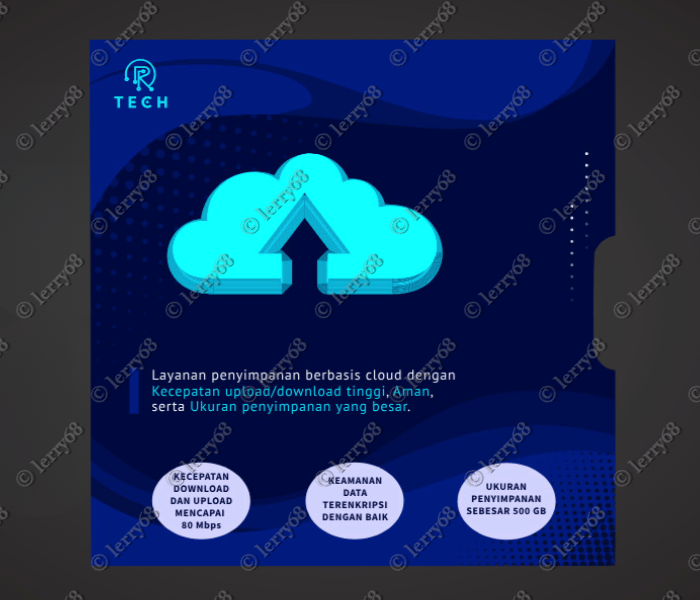 TECH
Layanan penyimpanan berbasis cloud dengan
Kecepatan upload/download tinggi, Aman,
serta Ukuran penyimpanan yang besar.
KECEPATAN
DOWNLOAD
DAN UPLOAD
MENCAPAI
80 Mbps
KEAMANAN
DATA
TERENKRIPSI
DENGAN BAIK
UKURAN
PENYIMPANAN
SEBESAR 500 GB
© lerry68